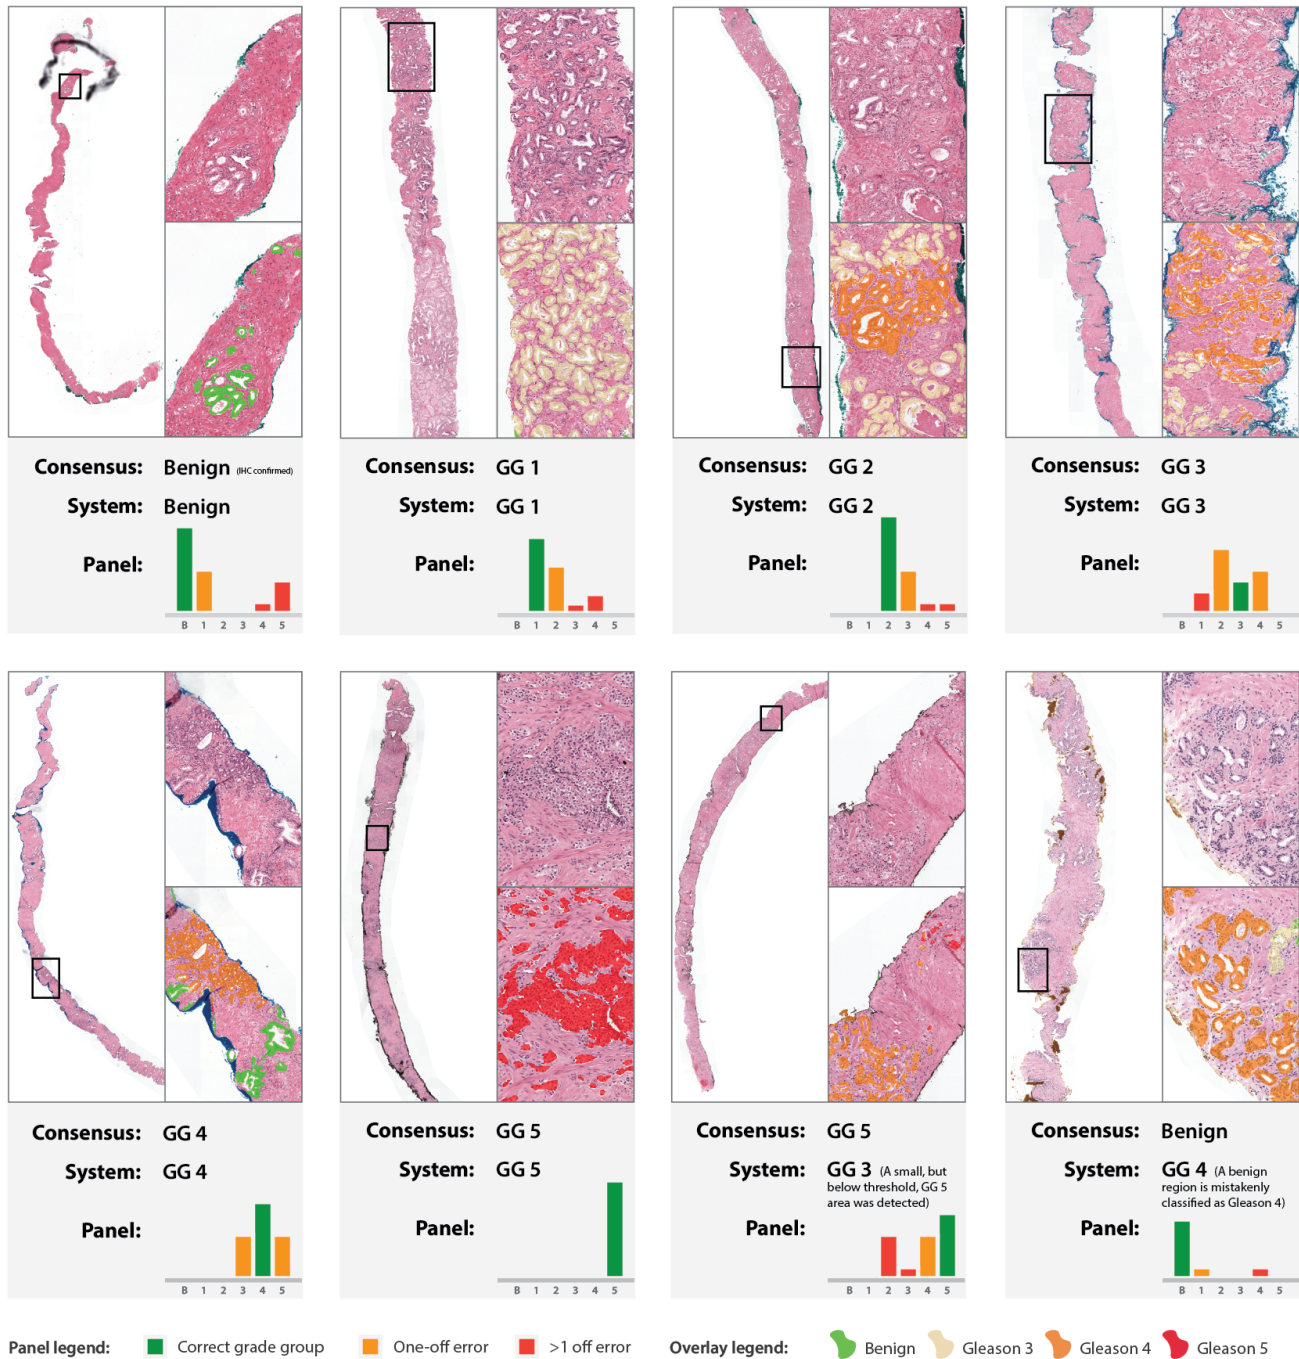 Consensus: Benign (IHC confirmed)
System: Benign
Panel:
B 1 2 3 4 5
Consensus: GG 1
System: GG 1
Panel:
B 1 2 3 4 5
Consensus: GG 2
System: GG 2
Panel:
B 1 2 3 4 5
Consensus: GG 3
System: GG 3
Panel:
B 1 2 3 4 5
Consensus: GG 4
System: GG 4
Panel:
B 1 2 3 4 5
Consensus: GG 5
System: GG 5
Panel:
B 1 2 3 4 5
Consensus: GG 5
System: GG 3 (A small, but
below threshold, GG 5
area was detected)
Panel:
B 1 2 3 4 5
Consensus: Benign
System: GG 4 (A benign
region is mistakenly
classified as Gleason 4)
Panel:
B 1 2 3 4 5
Panel legend: Correct grade group One-off error >1 off error Overlay legend: Benign Gleason 3 Gleason 4 Gleason 5